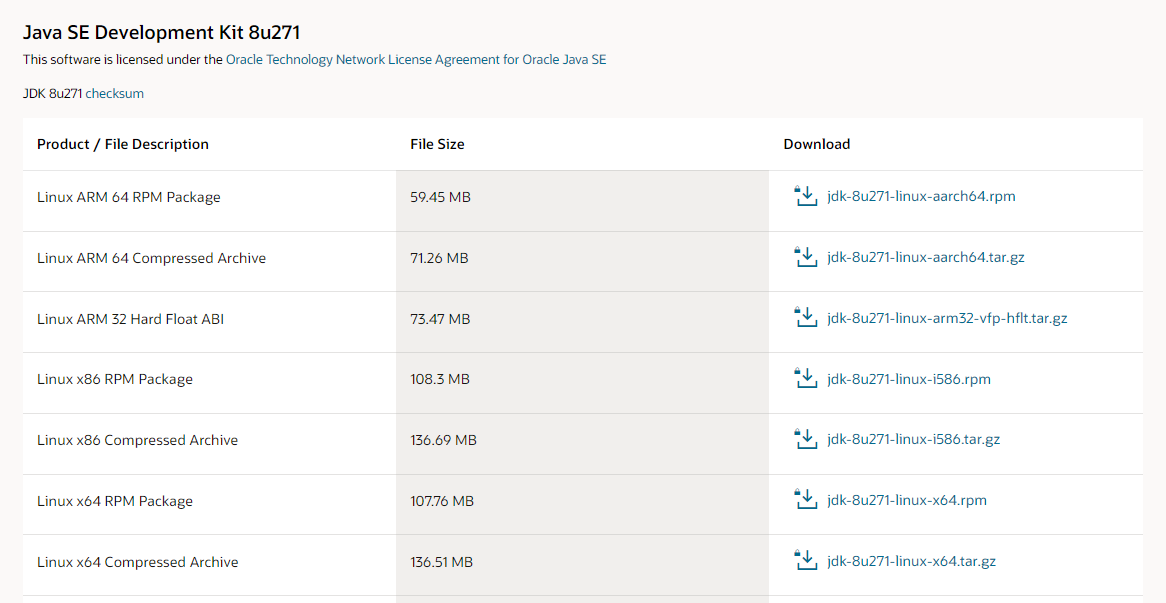 Java SE Development Kit 8u271
This software is licensed under the Oracle Technology Network License Agreement for Oracle Java SE
JDK 8u271 checksum
Product / File Description File Size Download
Linux ARM 64 RPM Package 59.45 MB jdk-8u271-linux-aarch64.rpm
Linux ARM 64 Compressed Archive 71.26 MB jdk-8u271-linux-aarch64.tar.gz
Linux ARM 32 Hard Float ABI 73.47 MB jdk-8u271-linux-arm32-vfp-hflt.tar.gz
Linux x86 RPM Package 108.3 MB jdk-8u271-linux-i586.rpm
Linux x86 Compressed Archive 136.69 MB jdk-8u271-linux-i586.tar.gz
Linux x64 RPM Package 107.76 MB jdk-8u271-linux-x64.rpm
Linux x64 Compressed Archive 136.51 MB jdk-8u271-linux-x64.tar.gz